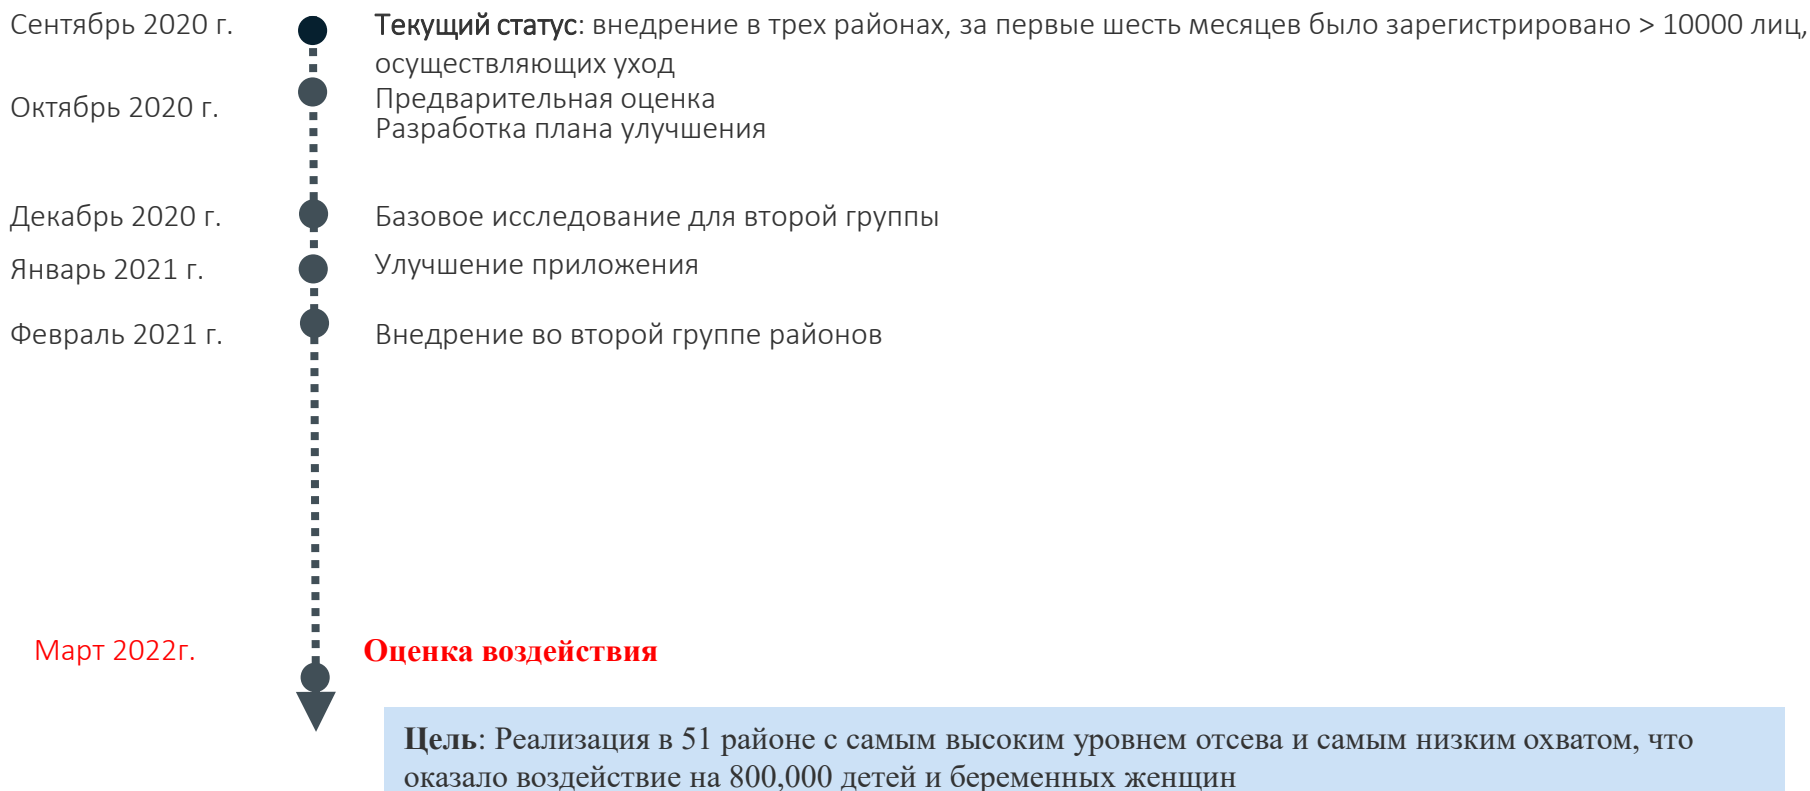 Сентябрь 2020 г.
Текущий статус: внедрение в трех районах, за первые шесть месяцев было зарегистрировано > 10000 лиц,
осуществляющих уход
Октябрь 2020 г.
Предварительная оценка
Разработка плана улучшения
Декабрь 2020 г.
Базовое исследование для второй группы
Январь 2021 г.
Улучшение приложения
Февраль 2021 г.
Внедрение во второй группе районов
Март 2022г.
Оценка воздействия
Цель: Реализация в 51 районе с самым высоким уровнем отсева и самым низким охватом, что
оказало воздействие на 800,000 детей и беременных женщин